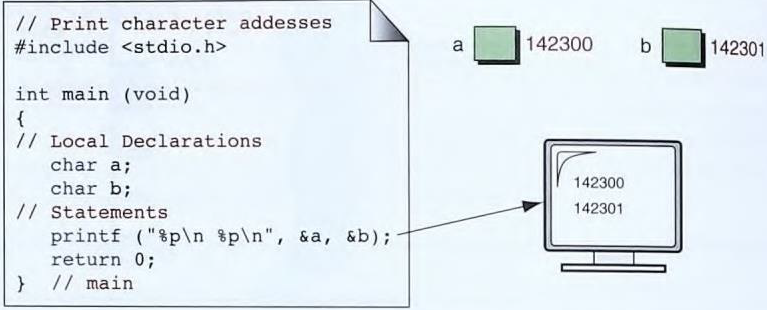 // Print character addesses
#include <stdio.h>
int main (void)
{
// Local Declarations
char a;
char b;
// Statements
printf ("%p\n %p\n", &a, &b);
return 0;
} // main
a 142300 b 142301
142300
142301